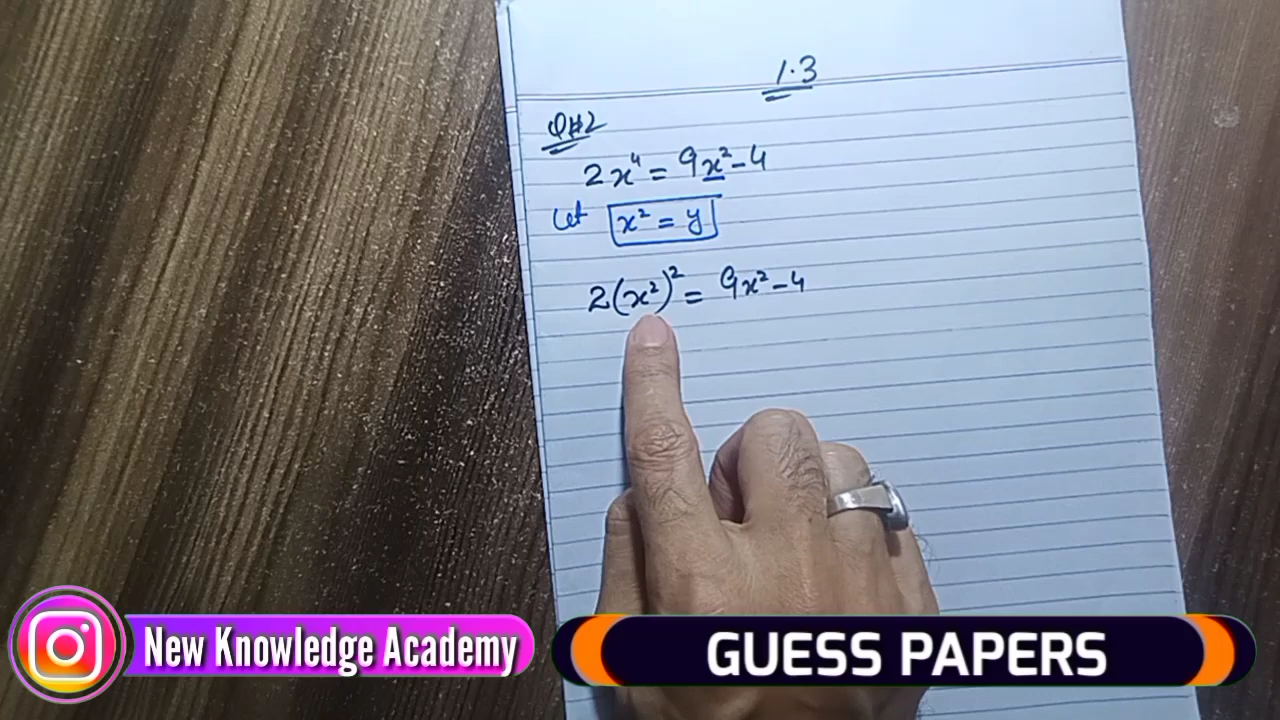 1.3
Q#2
2x⁴ = 9x² - 4
Let x² = y
2(x²)² = 9x² - 4
New Knowledge Academy
GUESS PAPERS